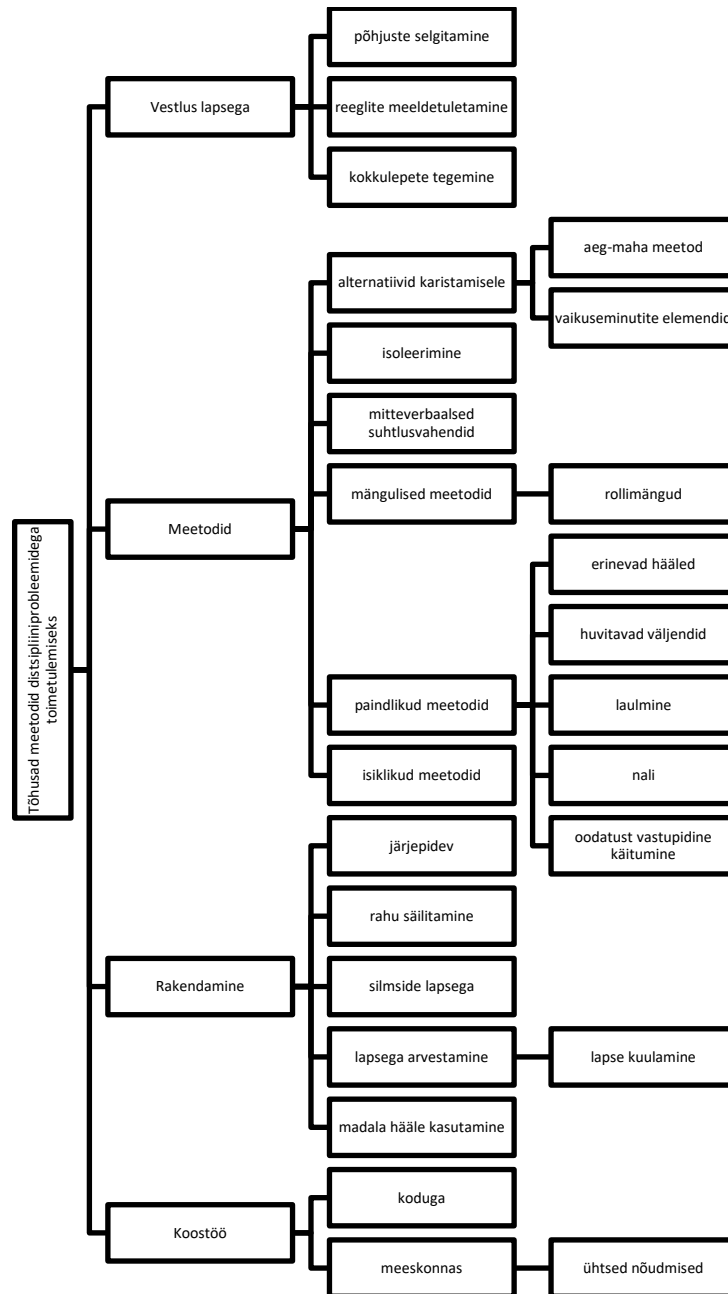 Tõhusad meetodid distsipliiniprobleemidega
toimetulemiseks
Vestlus lapsega
põhjuste selgitamine
reeglite meeldetuletamine
kokkulepete tegemine
Meetodid
alternatiivid karistamisele
aeg-maha meetod
vaikuseminutite elemendid
isoleerimine
mitteverbaalsed
suhtlusvahendid
mängulised meetodid
rollimängud
paindlikud meetodid
erinevad hääled
huvitavad väljendid
laulmine
nali
oodatust vastupidine
käitumine
isiklikud meetodid
Rakendamine
järjepidev
rahu säilitamine
silmside lapsega
lapsega arvestamine
lapse kuulamine
madala hääle kasutamine
Koostöö
koduga
meeskonnas
ühtsed nõudmised